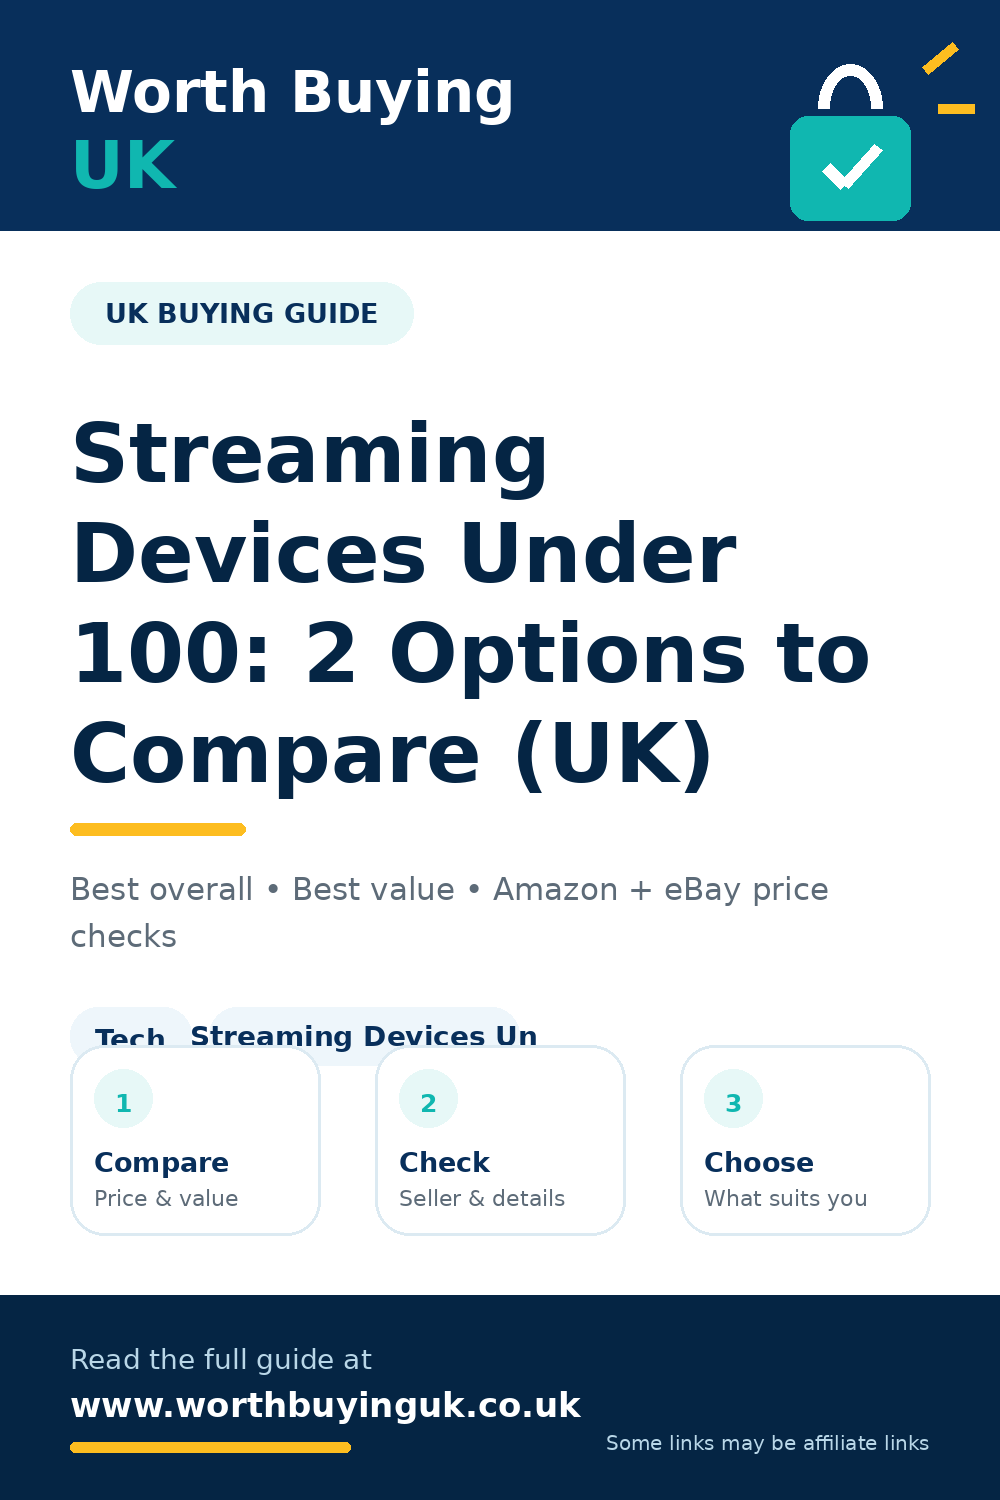 Worth Buying
UK
UK BUYING GUIDE
Streaming
Devices Under
100: 2 Options to
Compare (UK)
Best overall • Best value • Amazon + eBay price
checks
Tech
Streaming Devices Un
1
Compare
Price & value
2
Check
Seller & details
3
Choose
What suits you
Read the full guide at
www.worthbuyinguk.co.uk
Some links may be affiliate links